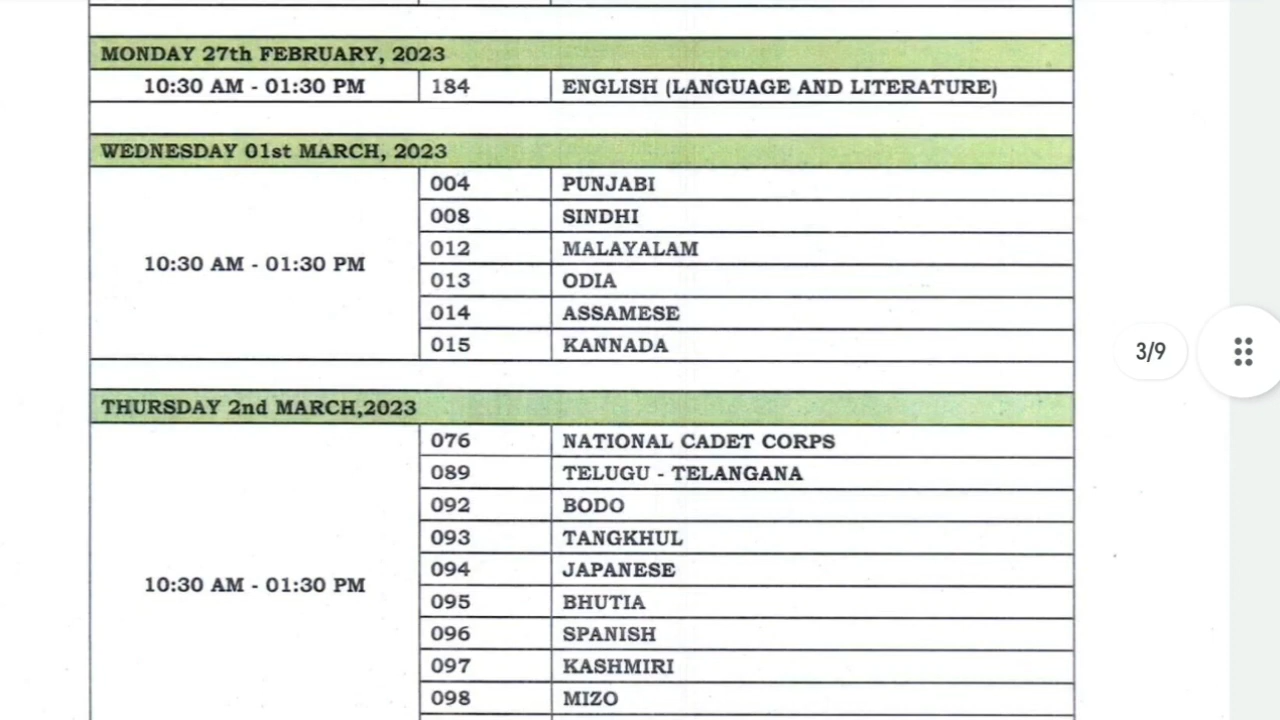 MONDAY 27th FEBRUARY, 2023
10:30 AM - 01:30 PM 184 ENGLISH (LANGUAGE AND LITERATURE)
WEDNESDAY 01st MARCH, 2023
004 PUNJABI
008 SINDHI
012 MALAYALAM
10:30 AM - 01:30 PM
013 ODIA
014 ASSAMESE
015 KANNADA
3/9
THURSDAY 2nd MARCH,2023
076 NATIONAL CADET CORPS
089 TELUGU - TELANGANA
092 BODO
093 TANGKHUL
094 JAPANESE
10:30 AM - 01:30 PM
095 BHUTIA
096 SPANISH
097 KASHMIRI
098 MIZO